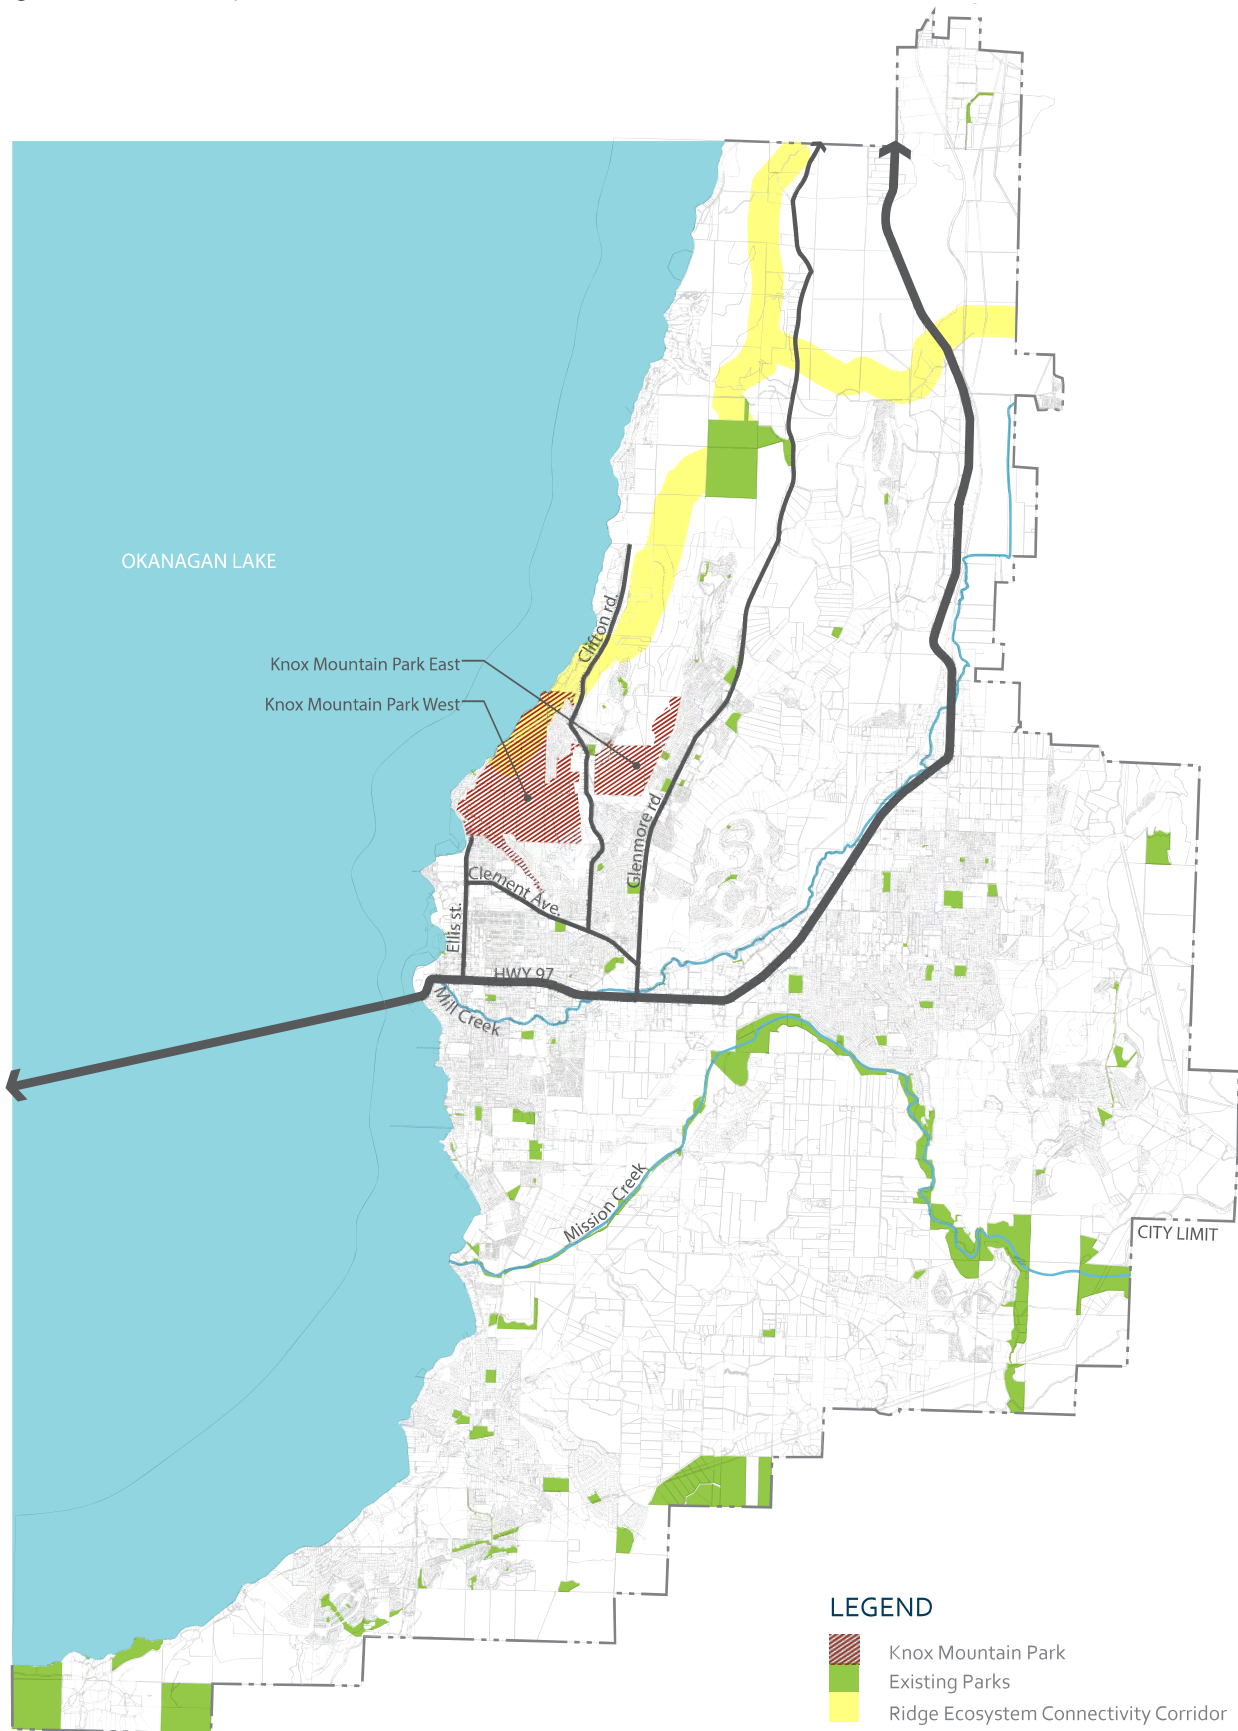 OKANAGAN LAKE
Clifton rd.
Knox Mountain Park East
Knox Mountain Park West
Glenmore rd.
Clement Ave.
Ellis st.
HWY 97
Mill Creek
Mission Creek
CITY LIMIT
LEGEND
Knox Mountain Park
Existing Parks
Ridge Ecosystem Connectivity Corridor